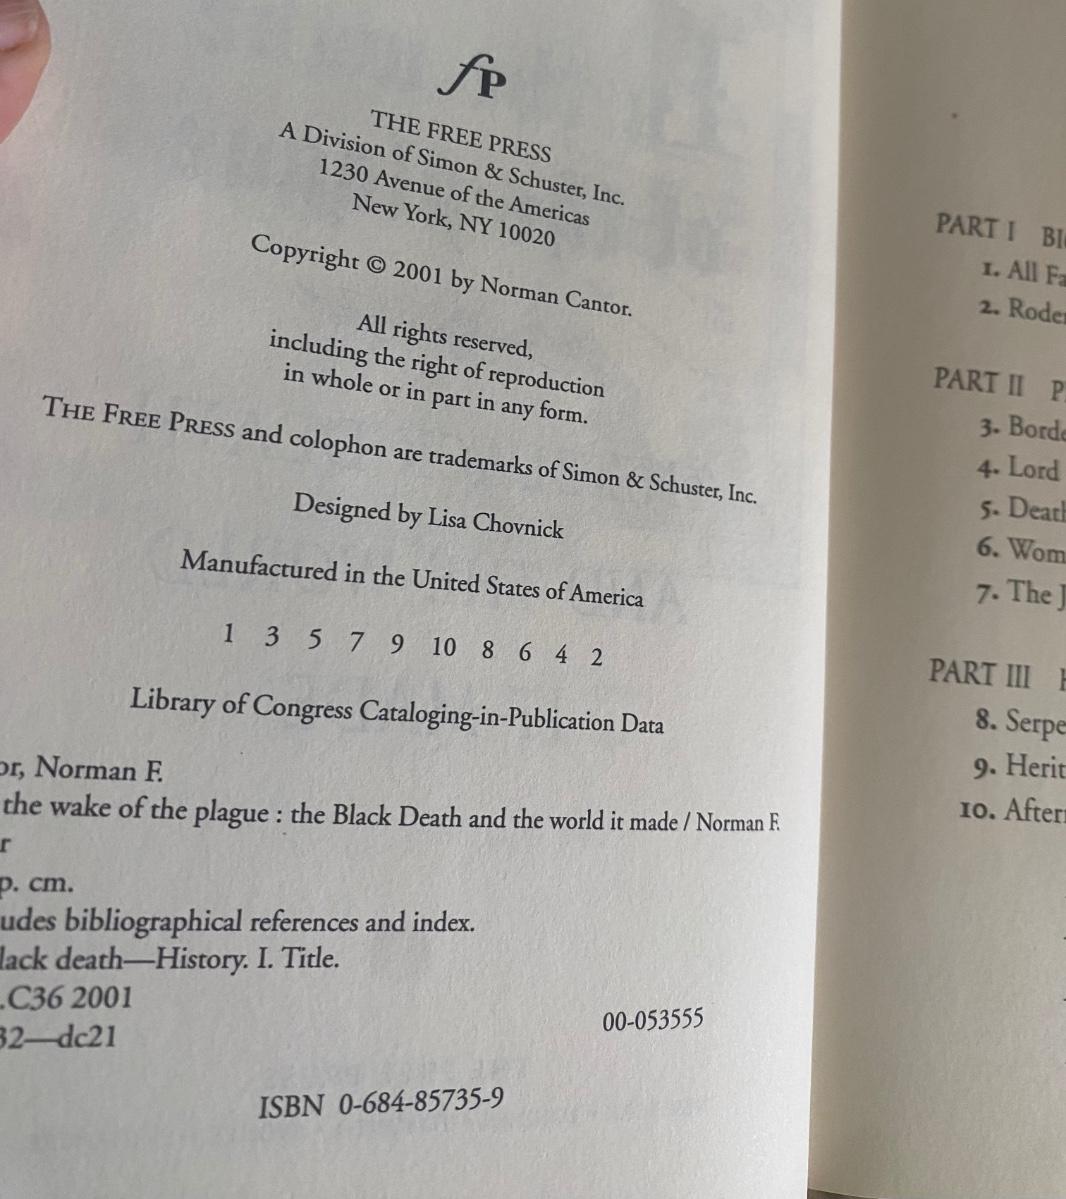 fP
THE FREE PRESS
A Division of Simon & Schuster, Inc.
1230 Avenue of the Americas
New York, NY 10020
Copyright © 2001 by Norman Cantor.
All rights reserved,
including the right of reproduction
in whole or in part in any form.
THE FREE PRESS and colophon are trademarks of Simon & Schuster, Inc.
Designed by Lisa Chovnick
Manufactured in the United States of America
1 3 5 7 9 10 8 6 4 2
Library of Congress Cataloging-in-Publication Data
or, Norman F.
the wake of the plague : the Black Death and the world it made / Norman F.
r
p. cm.
udes bibliographical references and index.
lack death—History. I. Title.
.C36 2001
32—dc21
00-053555
ISBN 0-684-85735-9
PART I Bi
1. All Fa
2. Rode
PART II P
3. Borde
4. Lord
5. Death
6. Wom
7. The J
PART III
8. Serpe
9. Herit
10. After